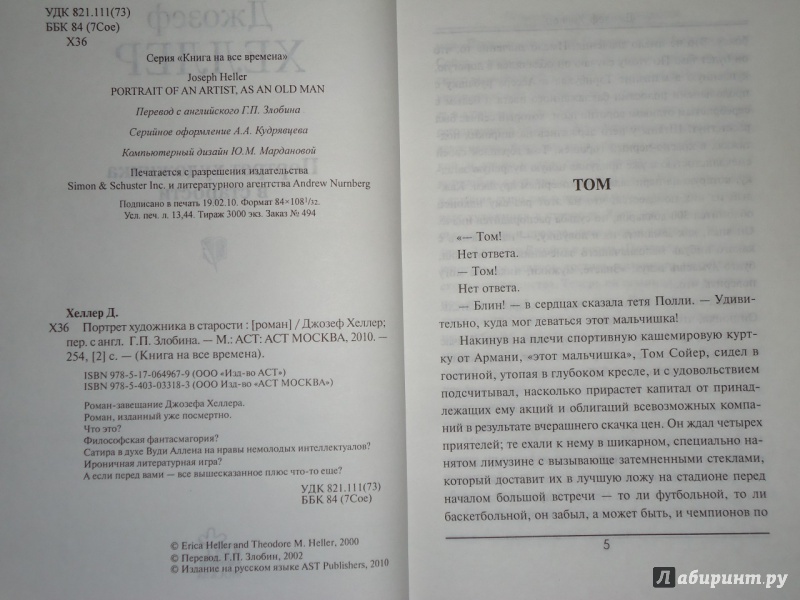 УДК 821.111(73)
ББК 84 (7Сое)
Х36
Серия «Книга на все времена»
Joseph Heller
PORTRAIT OF AN ARTIST, AS AN OLD MAN
Перевод с английского Г.П. Злобина
Серийное оформление А.А. Кудрявцева
Компьютерный дизайн Ю.М. Мардановой
Печатается с разрешения издательства
Simon & Schuster Inc. и литературного агентства Andrew Nurnberg
Подписано в печать 19.02.10. Формат 84×108 1/32.
Усл. печ. л. 13,44. Тираж 3000 экз. Заказ № 494
Хеллер Д.
Х36 Портрет художника в старости : [роман] / Джозеф Хеллер;
пер. с англ. Г.П. Злобина. — М.: АСТ: АСТ МОСКВА, 2010. —
254, [2] с. — (Книга на все времена).
ISBN 978-5-17-064967-9 (ООО «Изд-во АСТ»)
ISBN 978-5-403-03318-3 (ООО Изд-во «АСТ МОСКВА»)
Роман-завещание Джозефа Хеллера.
Роман, изданный уже посмертно.
Что это?
Философская фантасмагория?
Сатира в духе Вуди Аллена на нравы немолодых интеллектуалов?
Ироничная литературная игра?
А если перед вами — все вышесказанное плюс что-то еще?
УДК 821.111(73)
ББК 84 (7Сое)
© Erica Heller and Theodore M. Heller, 2000
© Перевод. Г.П. Злобин, 2002
© Издание на русском языке AST Publishers, 2010
ТОМ
«— Том!
Нет ответа.
— Том!
Нет ответа.
— Блин! — в сердцах сказала тетя Полли. — Удиви-
тельно, куда мог деваться этот мальчишка!
Накинув на плечи спортивную кашемировую курт-
ку от Армани, «этот мальчишка», Том Сойер, сидел в
гостиной, утопая в глубоком кресле, и с удовольствием
подсчитывал, насколько прирастет капитал от принад-
лежащих ему акций и облигаций всевозможных компа-
ний в результате вчерашнего скачка цен. Он ждал четырех
приятелей; те ехали к нему в шикарном, специально на-
нятом лимузине с вызывающе затемненными стеклами,
который доставит их в лучшую ложу на стадионе перед
началом большой встречи — то ли футбольной, то ли
баскетбольной, он забыл, а может быть, и чемпионов по
5
Лабиринт.ру